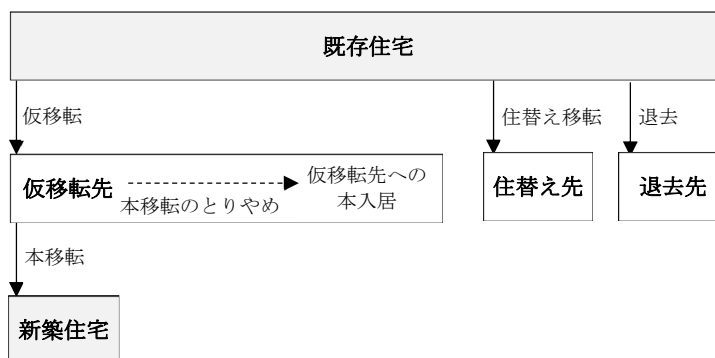 既存住宅
仮移転
住替え移転
退去
仮移転先
本移転のとりやめ
仮移転先への
本入居
住替え先
退去先
本移転
新築住宅